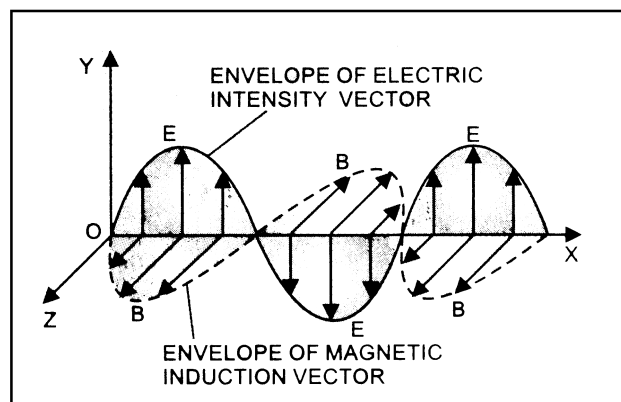 Y
ENVELOPE OF ELECTRIC
INTENSITY VECTOR
E
B
E
O
X
Z
B
E
B
ENVELOPE OF MAGNETIC
INDUCTION VECTOR